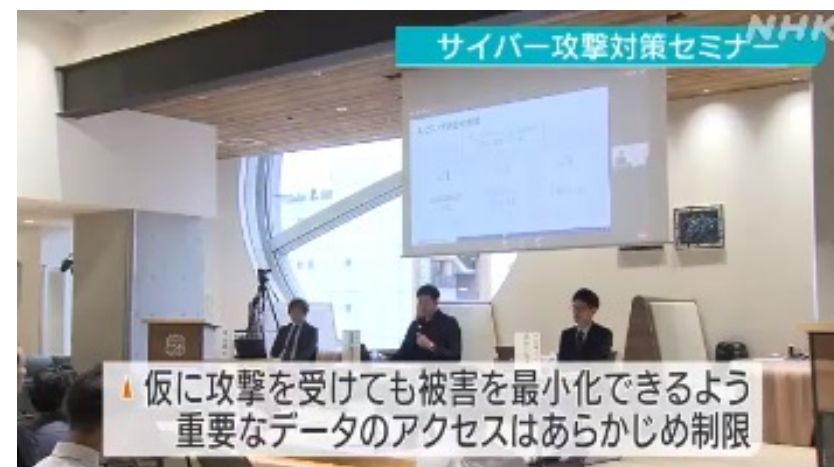 NHK
サイバー攻撃対策セミナー
仮に攻撃を受けても被害を最小化できるよう
重要なデータのアクセスはあらかじめ制限